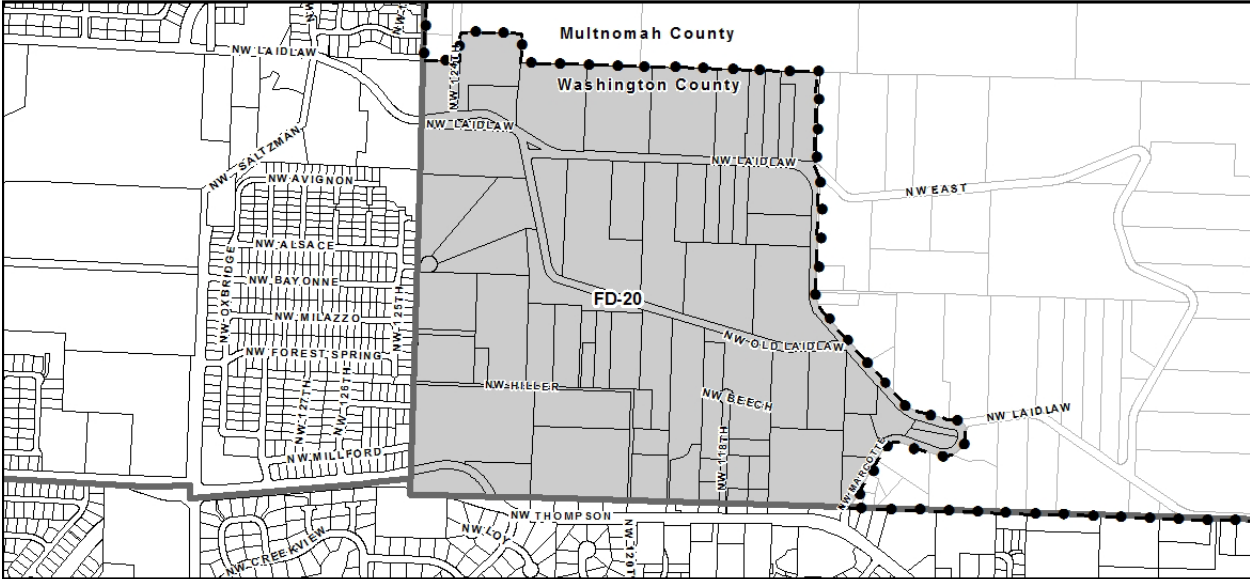 Multnomah County
Washington County
NW LAIDLAW
NW 124TH
NW LAIDLAW
NW LAIDLAW
NW SALTZMAN
NW AVIGNON
NW EAST
NW ALSACE
NW BAYONNE
NW OXBRIDGE
NW 125TH
FD-20
NW MILAZZO
NW OLD LAIDLAW
NW FOREST SPRING
NW HILLER
NW 127TH
NW 126TH
NW BEECH
NW LAIDLAW
NW 118TH
NW MILLFORD
NW MARCOTTE
NW THOMPSON
NW LOY
NW CREEKVIEW